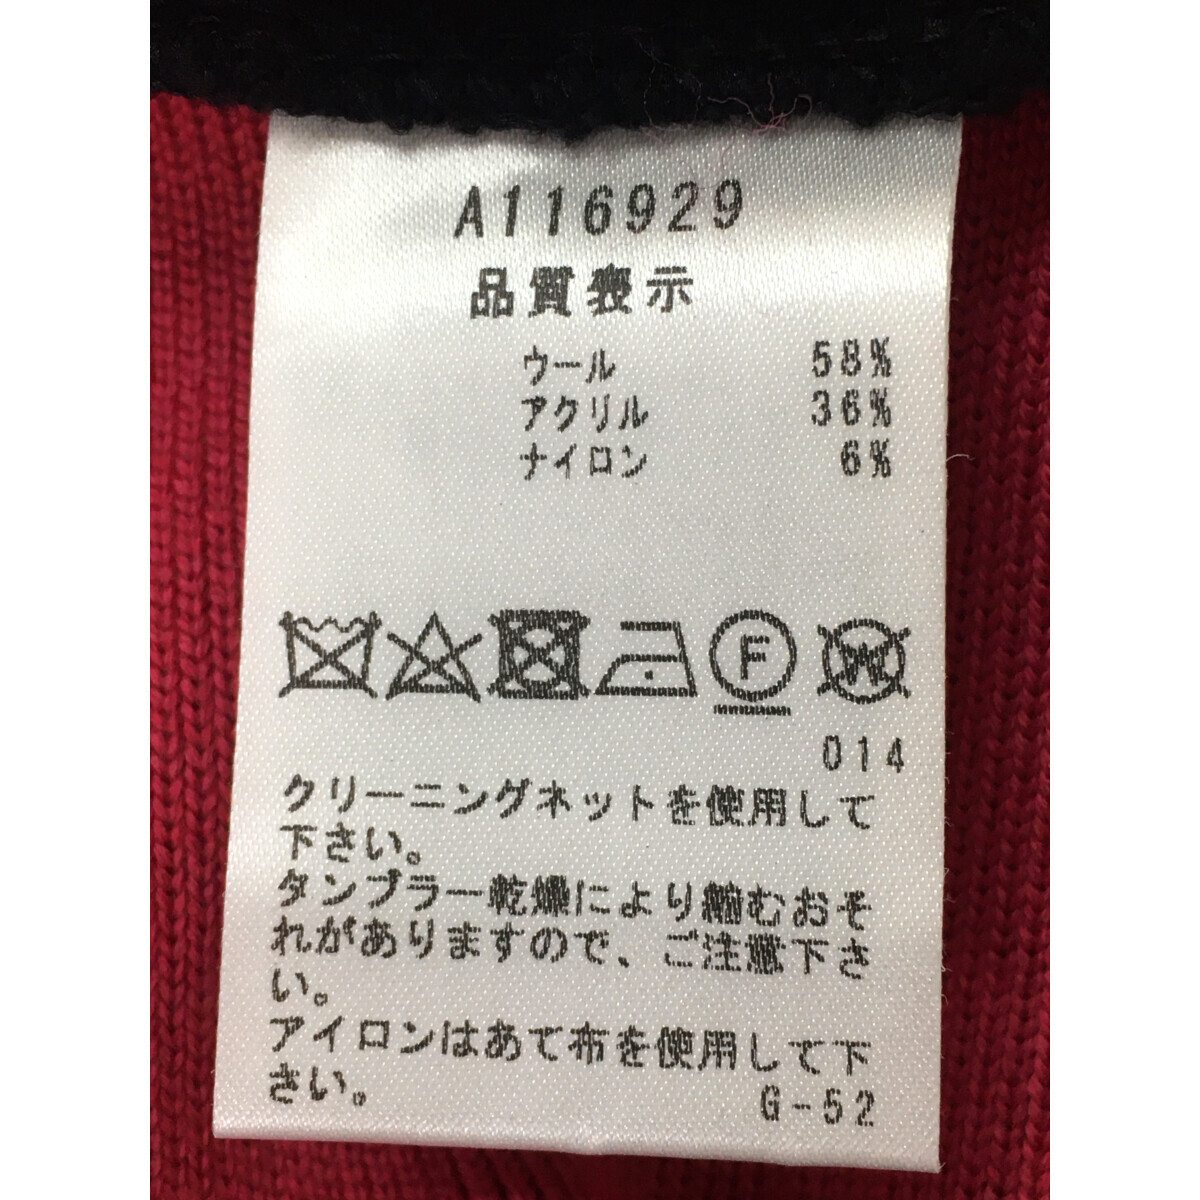 A116929
品質表示
ウール 58%
アクリル 36%
ナイロン 6%
F W
014
クリーニングネットを使用して
下さい。
タンブラー乾燥により縮むおそ
れがありますので、ご注意下さ
い。
アイロンはあて布を使用して下
さい。
G-52